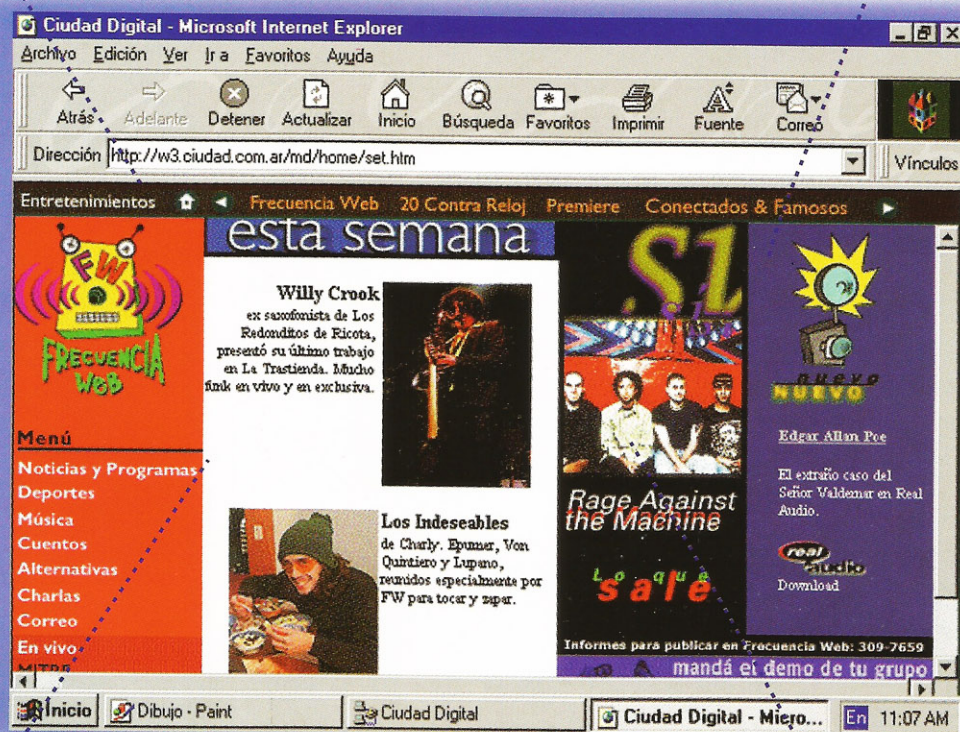 Ciudad Digital - Microsoft Internet Explorer
Archivo Edición Ver Ir a Favoritos Ayuda
Atrás Adelante Detener Actualizar Inicio Búsqueda Favoritos Imprimir Fuente Correo
Dirección http://w3.ciudad.com.ar/md/home/set.htm Vínculos
Entretenimientos Frecuencia Web 20 Contra Reloj Premiere Conectados & Famosos
FW
FRECUENCIA
WEB
Menú
Noticias y Programas
Deportes
Música
Cuentos
Alternativas
Charlas
Correo
En vivo
MITRE
esta semana
Willy Crook
ex saxofonista de Los
Redonditos de Ricota,
presentó su último trabajo
en La Trastienda. Mucho
funk en vivo y en exclusiva.
Los Indeseables
de Charly. Epumer, Von
Quintiero y Lupano,
reunidos especialmente por
FW para tocar y zapar.
Rage Against
the Machine
Lo que
sale
nuevo
NUEVO
Edgar Allan Poe
El extraño caso del
Señor Valdemar en Real
Audio.
real
audio
Download
Informes para publicar en Frecuencia Web: 309-7659
mandá el demo de tu grupo
Inicio Dibujo - Paint Ciudad Digital Ciudad Digital - Micro... En 11:07 AM